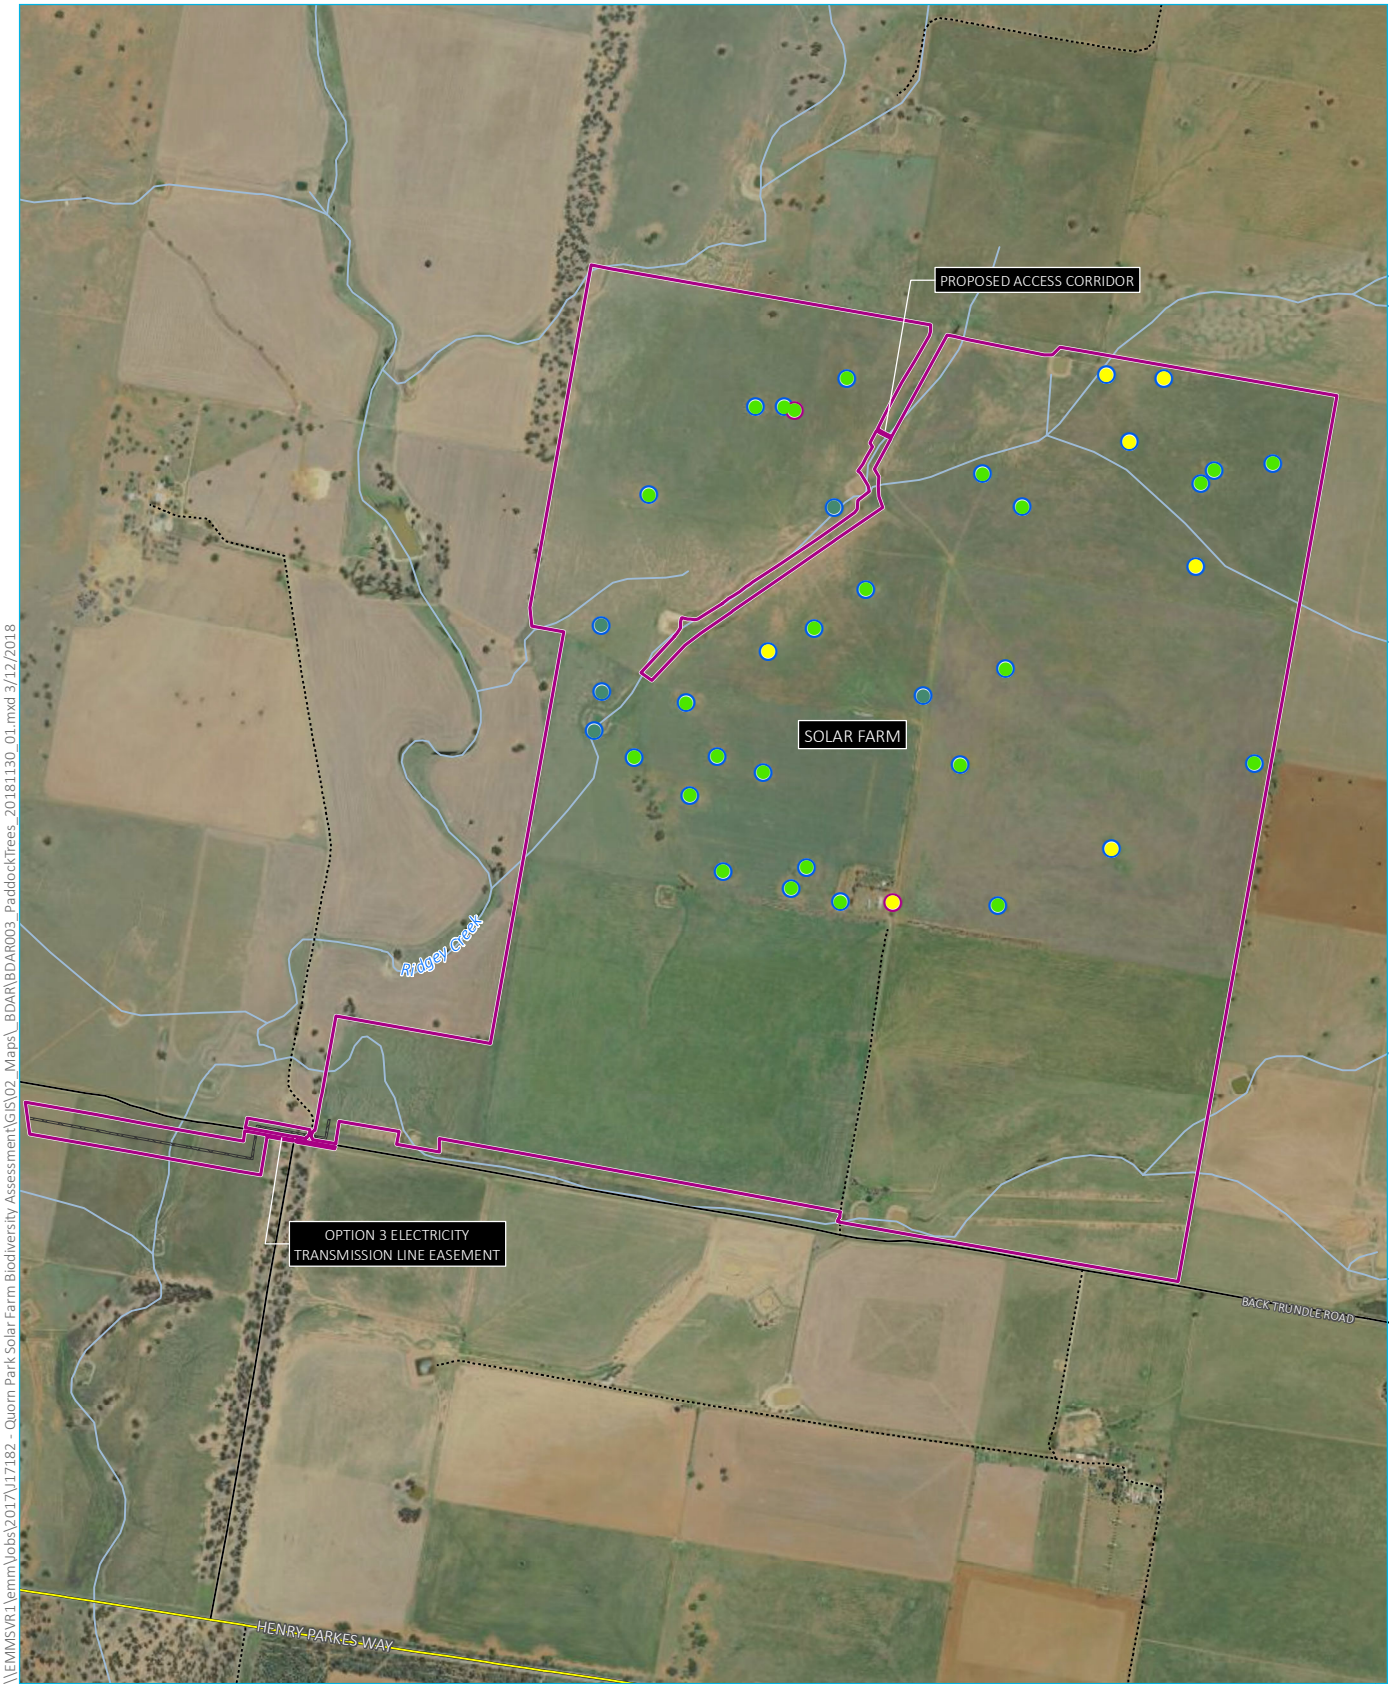 PROPOSED ACCESS CORRIDOR
SOLAR FARM
Ridgey Creek
OPTION 3 ELECTRICITY
TRANSMISSION LINE EASEMENT
BACK TRUNDLE ROAD
HENRY PARKES WAY
\\EMMSVR1\emm\Jobs\2017\J17182 - Quorn Park Solar Farm Biodiversity Assessment\GIS\02_Maps\_BDAR\BDAR003_PaddockTrees_20181130_01.mxd 3/12/2018